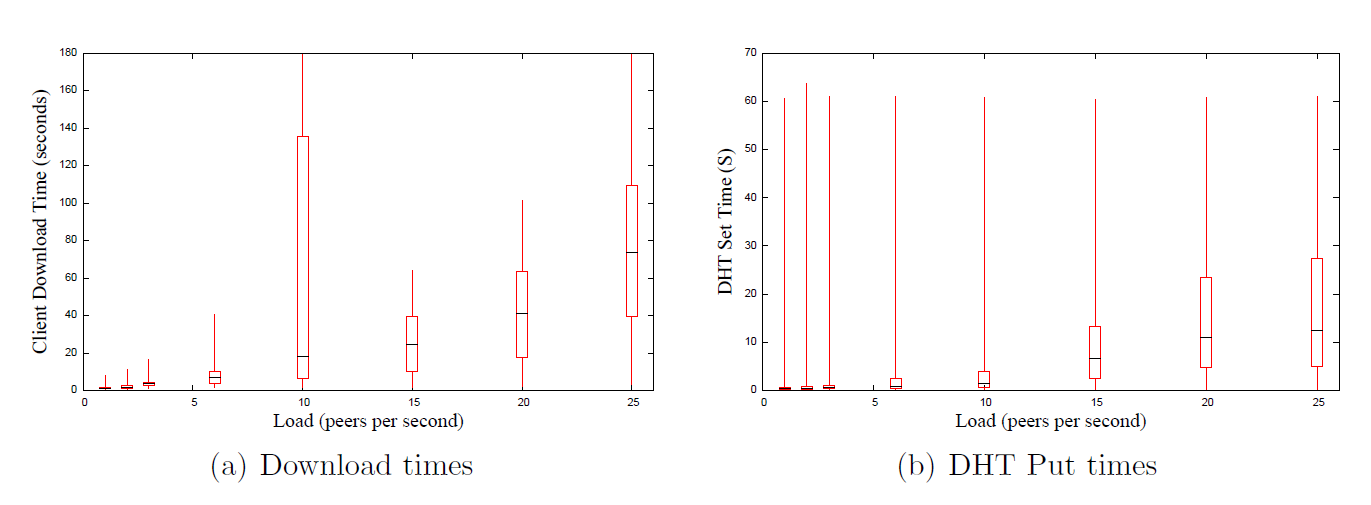 180
160
140
120
100
80
60
40
20
0
Client Download Time (seconds)
0 5 10 15 20 25
Load (peers per second)
(a) Download times
70
60
50
40
30
20
10
0
DHT Set Time (S)
0 5 10 15 20 25
Load (peers per second)
(b) DHT Put times